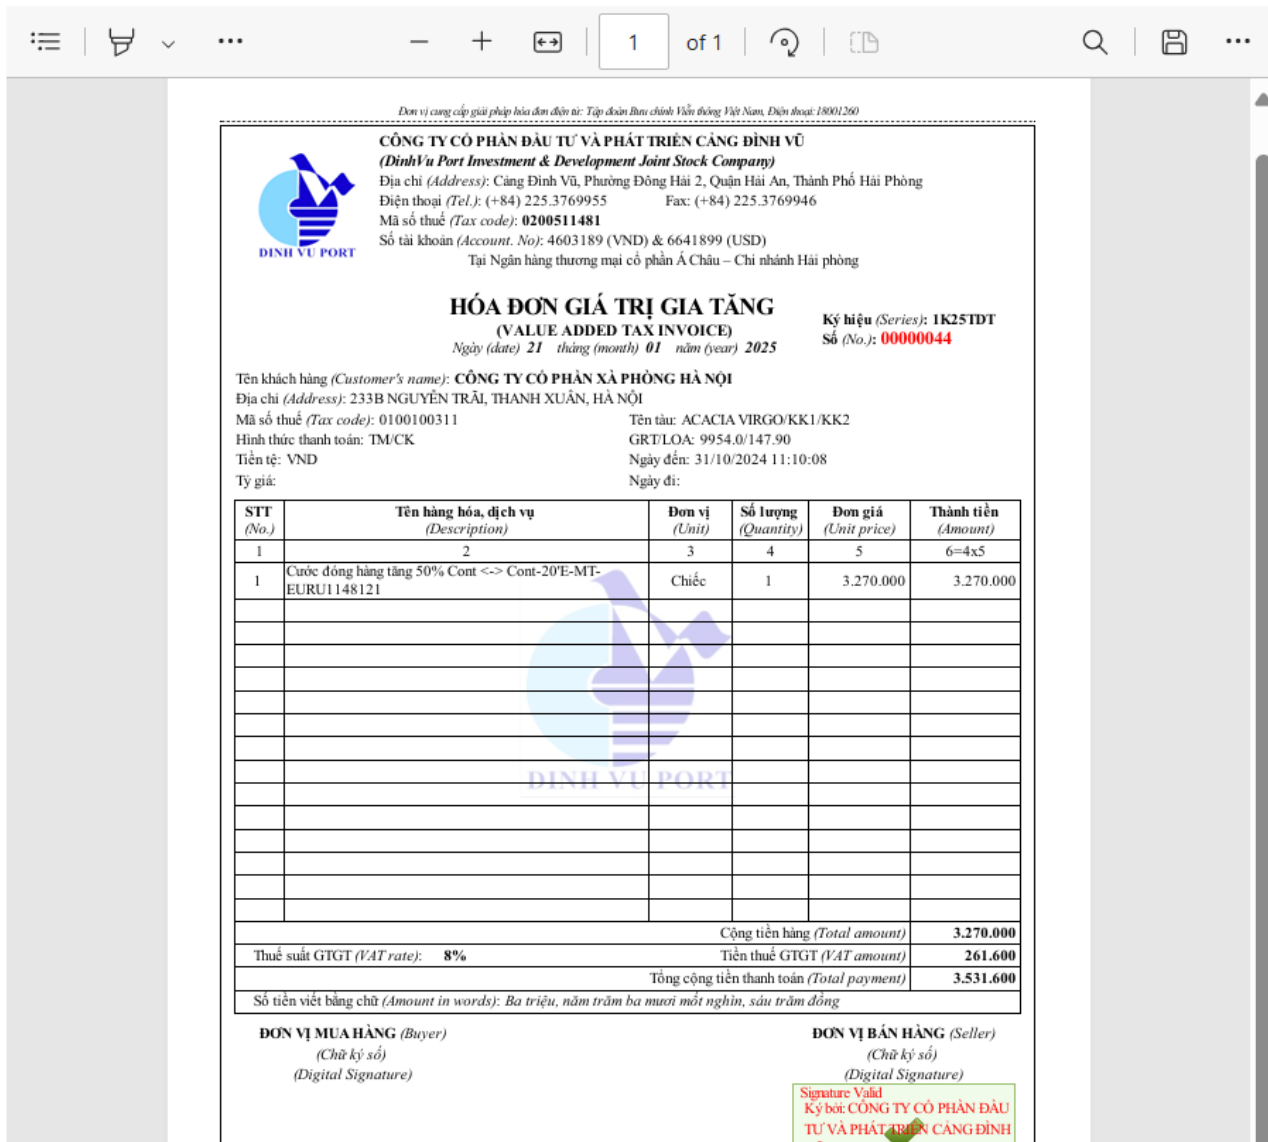 1 of 1
Đơn vị cung cấp giải pháp hóa đơn điện tử: Tập đoàn Bưu chính Viễn thông Việt Nam, Điện thoại:18001260
CÔNG TY CỔ PHẦN ĐẦU TƯ VÀ PHÁT TRIỂN CẢNG ĐÌNH VŨ
(DinhVu Port Investment & Development Joint Stock Company)
Địa chỉ (Address): Cảng Đình Vũ, Phường Đông Hải 2, Quận Hải An, Thành Phố Hải Phòng
Điện thoại (Tel.): (+84) 225.3769955 Fax: (+84) 225.3769946
Mã số thuế (Tax code): 0200511481
Số tài khoản (Account. No): 4603189 (VND) & 6641899 (USD)
Tại Ngân hàng thương mại cổ phần Á Châu – Chi nhánh Hải phòng
DINH VU PORT
HÓA ĐƠN GIÁ TRỊ GIA TĂNG
(VALUE ADDED TAX INVOICE)
Ngày (date) 21 tháng (month) 01 năm (year) 2025
Ký hiệu (Series): 1K25TDT
Số (No.): 00000044
Tên khách hàng (Customer's name): CÔNG TY CỔ PHẦN XÀ PHÒNG HÀ NỘI
Địa chỉ (Address): 233B NGUYỄN TRÃI, THANH XUÂN, HÀ NỘI
Mã số thuế (Tax code): 0100100311 Tên tàu: ACACIA VIRGO/KK1/KK2
Hình thức thanh toán: TM/CK GRT/LOA: 9954.0/147.90
Tiền tệ: VND Ngày đến: 31/10/2024 11:10:08
Tỷ giá: Ngày đi:
STT Tên hàng hóa, dịch vụ Đơn vị Số lượng Đơn giá Thành tiền
(No.) (Description) (Unit) (Quantity) (Unit price) (Amount)
1 2 3 4 5 6=4x5
1 Cước đóng hàng tăng 50% Cont <-> Cont-20'E-MT-EURU1148121 Chiếc 1 3.270.000 3.270.000
DINH VU PORT
Cộng tiền hàng (Total amount) 3.270.000
Thuế suất GTGT (VAT rate): 8% Tiền thuế GTGT (VAT amount) 261.600
Tổng cộng tiền thanh toán (Total payment) 3.531.600
Số tiền viết bằng chữ (Amount in words): Ba triệu, năm trăm ba mươi mốt nghìn, sáu trăm đồng
ĐƠN VỊ MUA HÀNG (Buyer) ĐƠN VỊ BÁN HÀNG (Seller)
(Chữ ký số) (Chữ ký số)
(Digital Signature) (Digital Signature)
Signature Valid
Ký bởi: CÔNG TY CỔ PHẦN ĐẦU
TƯ VÀ PHÁT TRIỂN CẢNG ĐÌNH